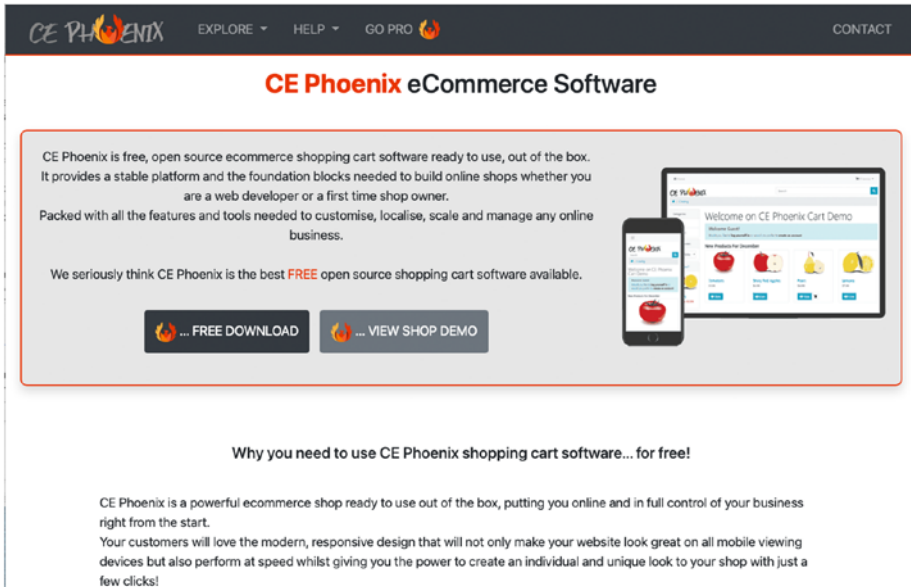 CE PHOENIX EXPLORE HELP GO PRO CONTACT
CE Phoenix eCommerce Software
CE Phoenix is free, open source ecommerce shopping cart software ready to use, out of the box.
It provides a stable platform and the foundation blocks needed to build online shops whether you
are a web developer or a first time shop owner.
Packed with all the features and tools needed to customise, localise, scale and manage any online
business.
We seriously think CE Phoenix is the best FREE open source shopping cart software available.
... FREE DOWNLOAD ... VIEW SHOP DEMO
CE PHOENIX
Welcome on CE Phoenix Cart Demo
Welcome Guest!
New Products For December
Why you need to use CE Phoenix shopping cart software... for free!
CE Phoenix is a powerful ecommerce shop ready to use out of the box, putting you online and in full control of your business
right from the start.
Your customers will love the modern, responsive design that will not only make your website look great on all mobile viewing
devices but also perform at speed whilst giving you the power to create an individual and unique look to your shop with just a
few clicks!